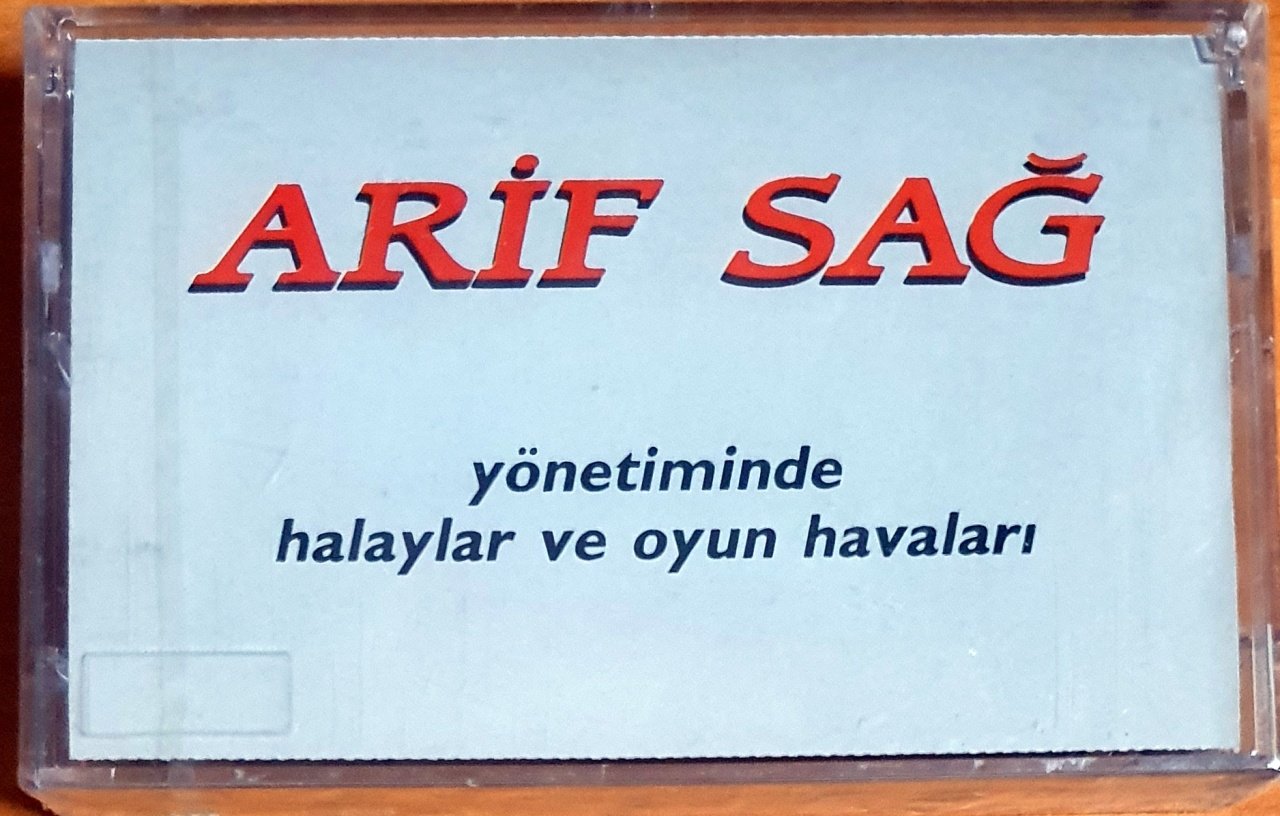 ARİF SAĞ
yönetiminde
halaylar ve oyun havaları